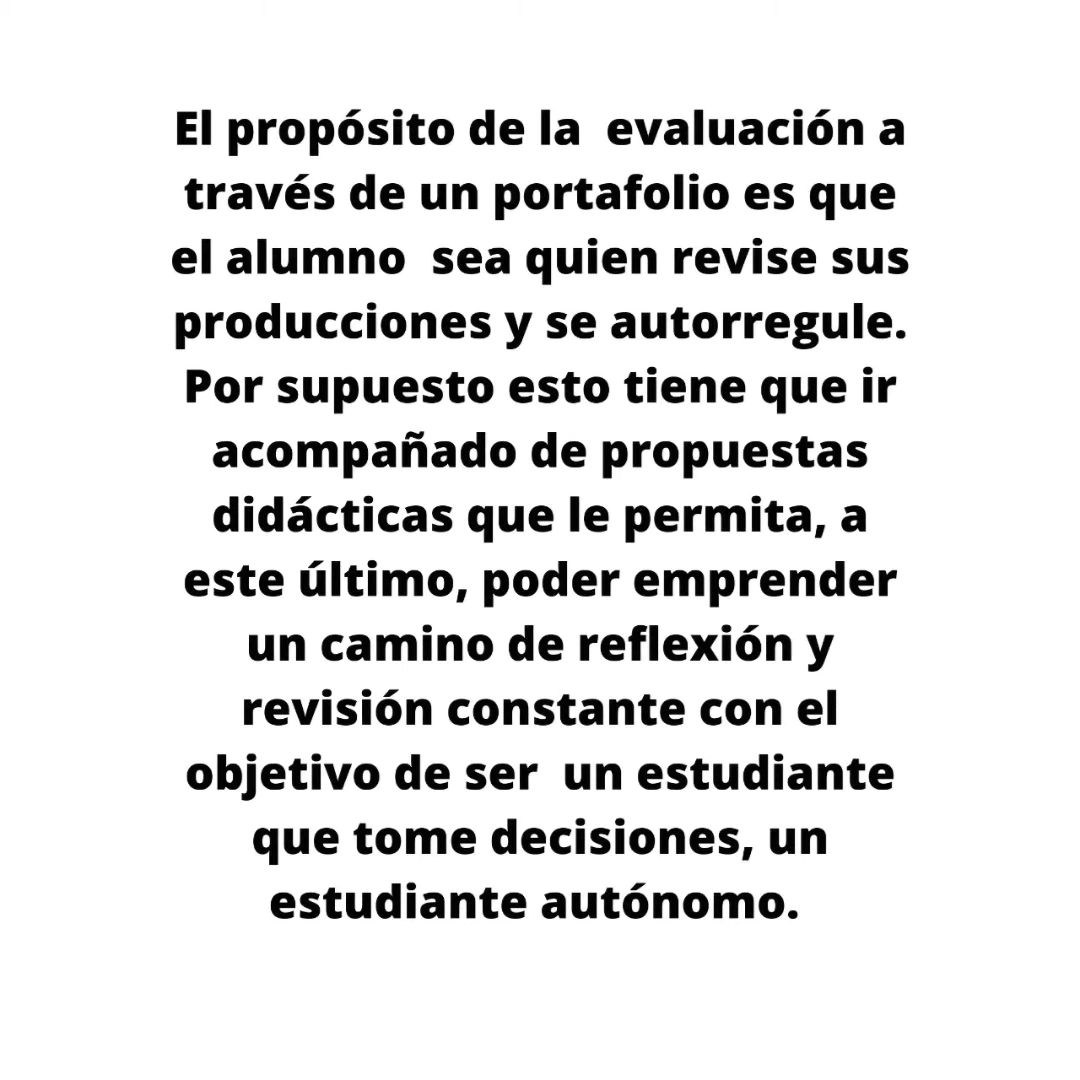 El propósito de la  evaluación a
través de un portafolio es que
el alumno  sea quien revise sus
producciones y se autorregule.
Por supuesto esto tiene que ir
acompañado de propuestas
didácticas que le permita, a
este último, poder emprender
un camino de reflexión y
revisión constante con el
objetivo de ser  un estudiante
que tome decisiones, un
estudiante autónomo.